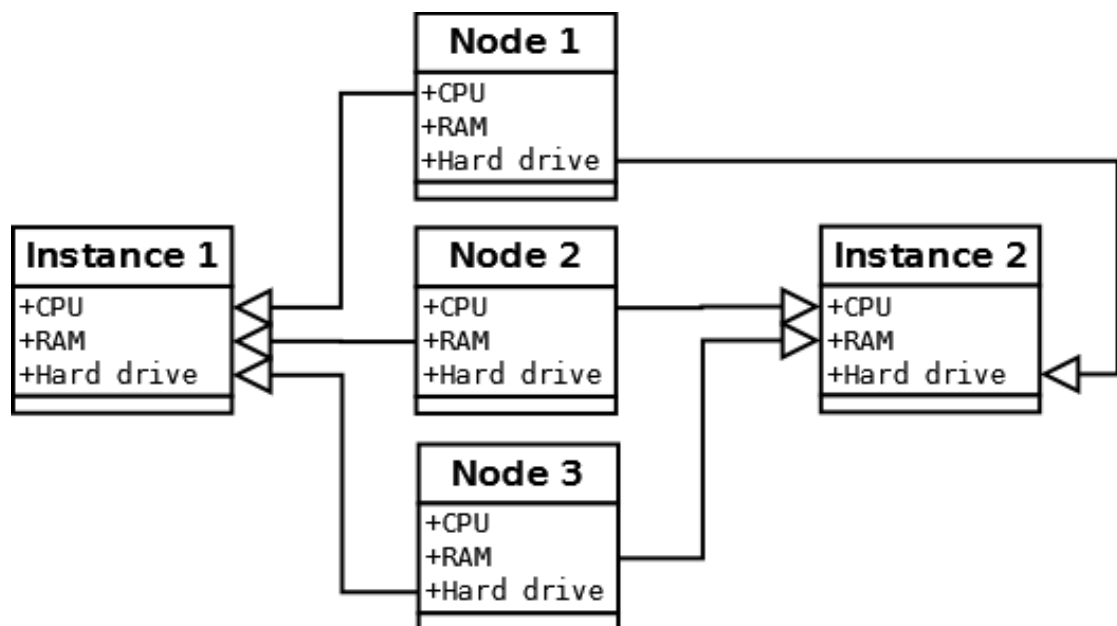 Node 1
+CPU
+RAM
+Hard drive
Instance 1
+CPU
+RAM
+Hard drive
Node 2
+CPU
+RAM
+Hard drive
Instance 2
+CPU
+RAM
+Hard drive
Node 3
+CPU
+RAM
+Hard drive